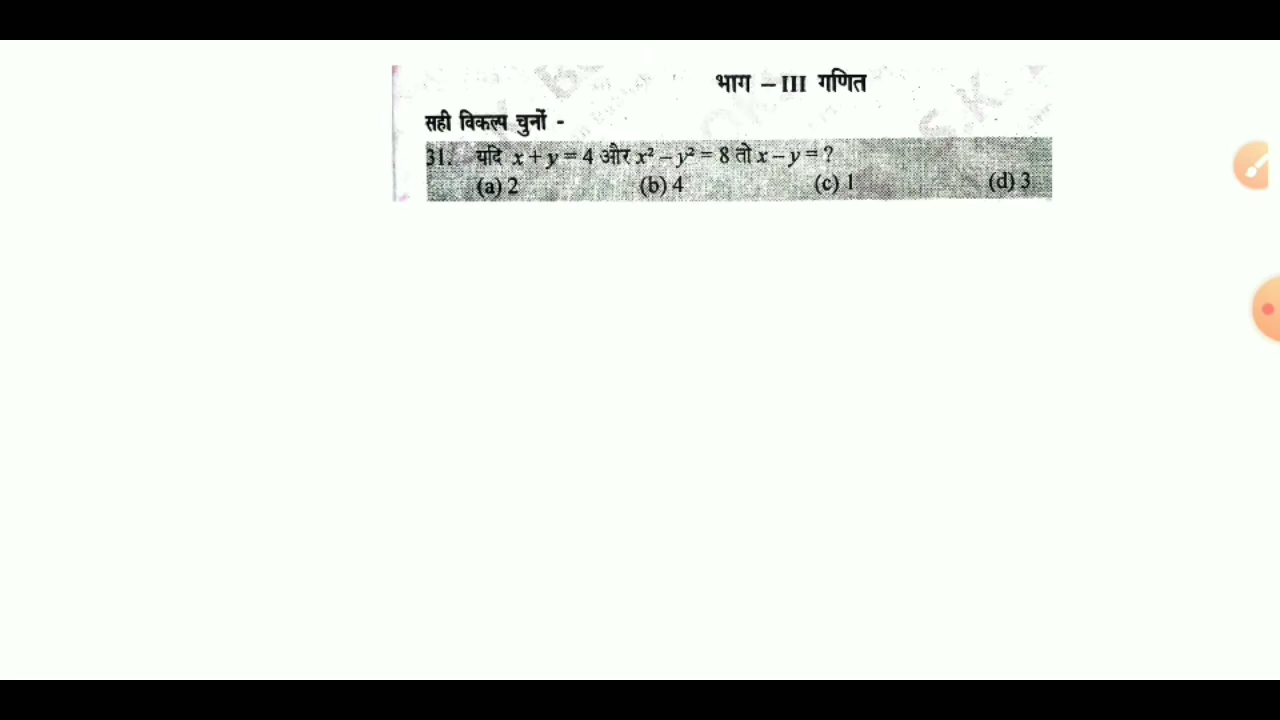 भाग – III गणित
सही विकल्प चुनों -
31. यदि x + y = 4 और x² – y² = 8 तो x – y = ?
(a) 2 (b) 4 (c) 1 (d) 3